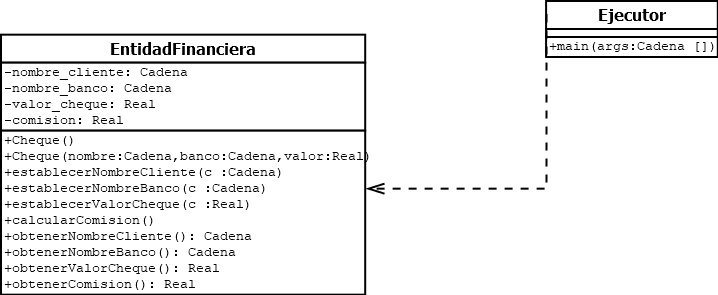 Ejecutor
+main(args:Cadena [])
EntidadFinanciera
-nombre_cliente: Cadena
-nombre_banco: Cadena
-valor_cheque: Real
-comision: Real
+Cheque()
+Cheque(nombre:Cadena,banco:Cadena,valor:Real)
+establecerNombreCliente(c :Cadena)
+establecerNombreBanco(c :Cadena)
+establecerValorCheque(c :Real)
+calcularComision()
+obtenerNombreCliente(): Cadena
+obtenerNombreBanco(): Cadena
+obtenerValorCheque(): Real
+obtenerComision(): Real